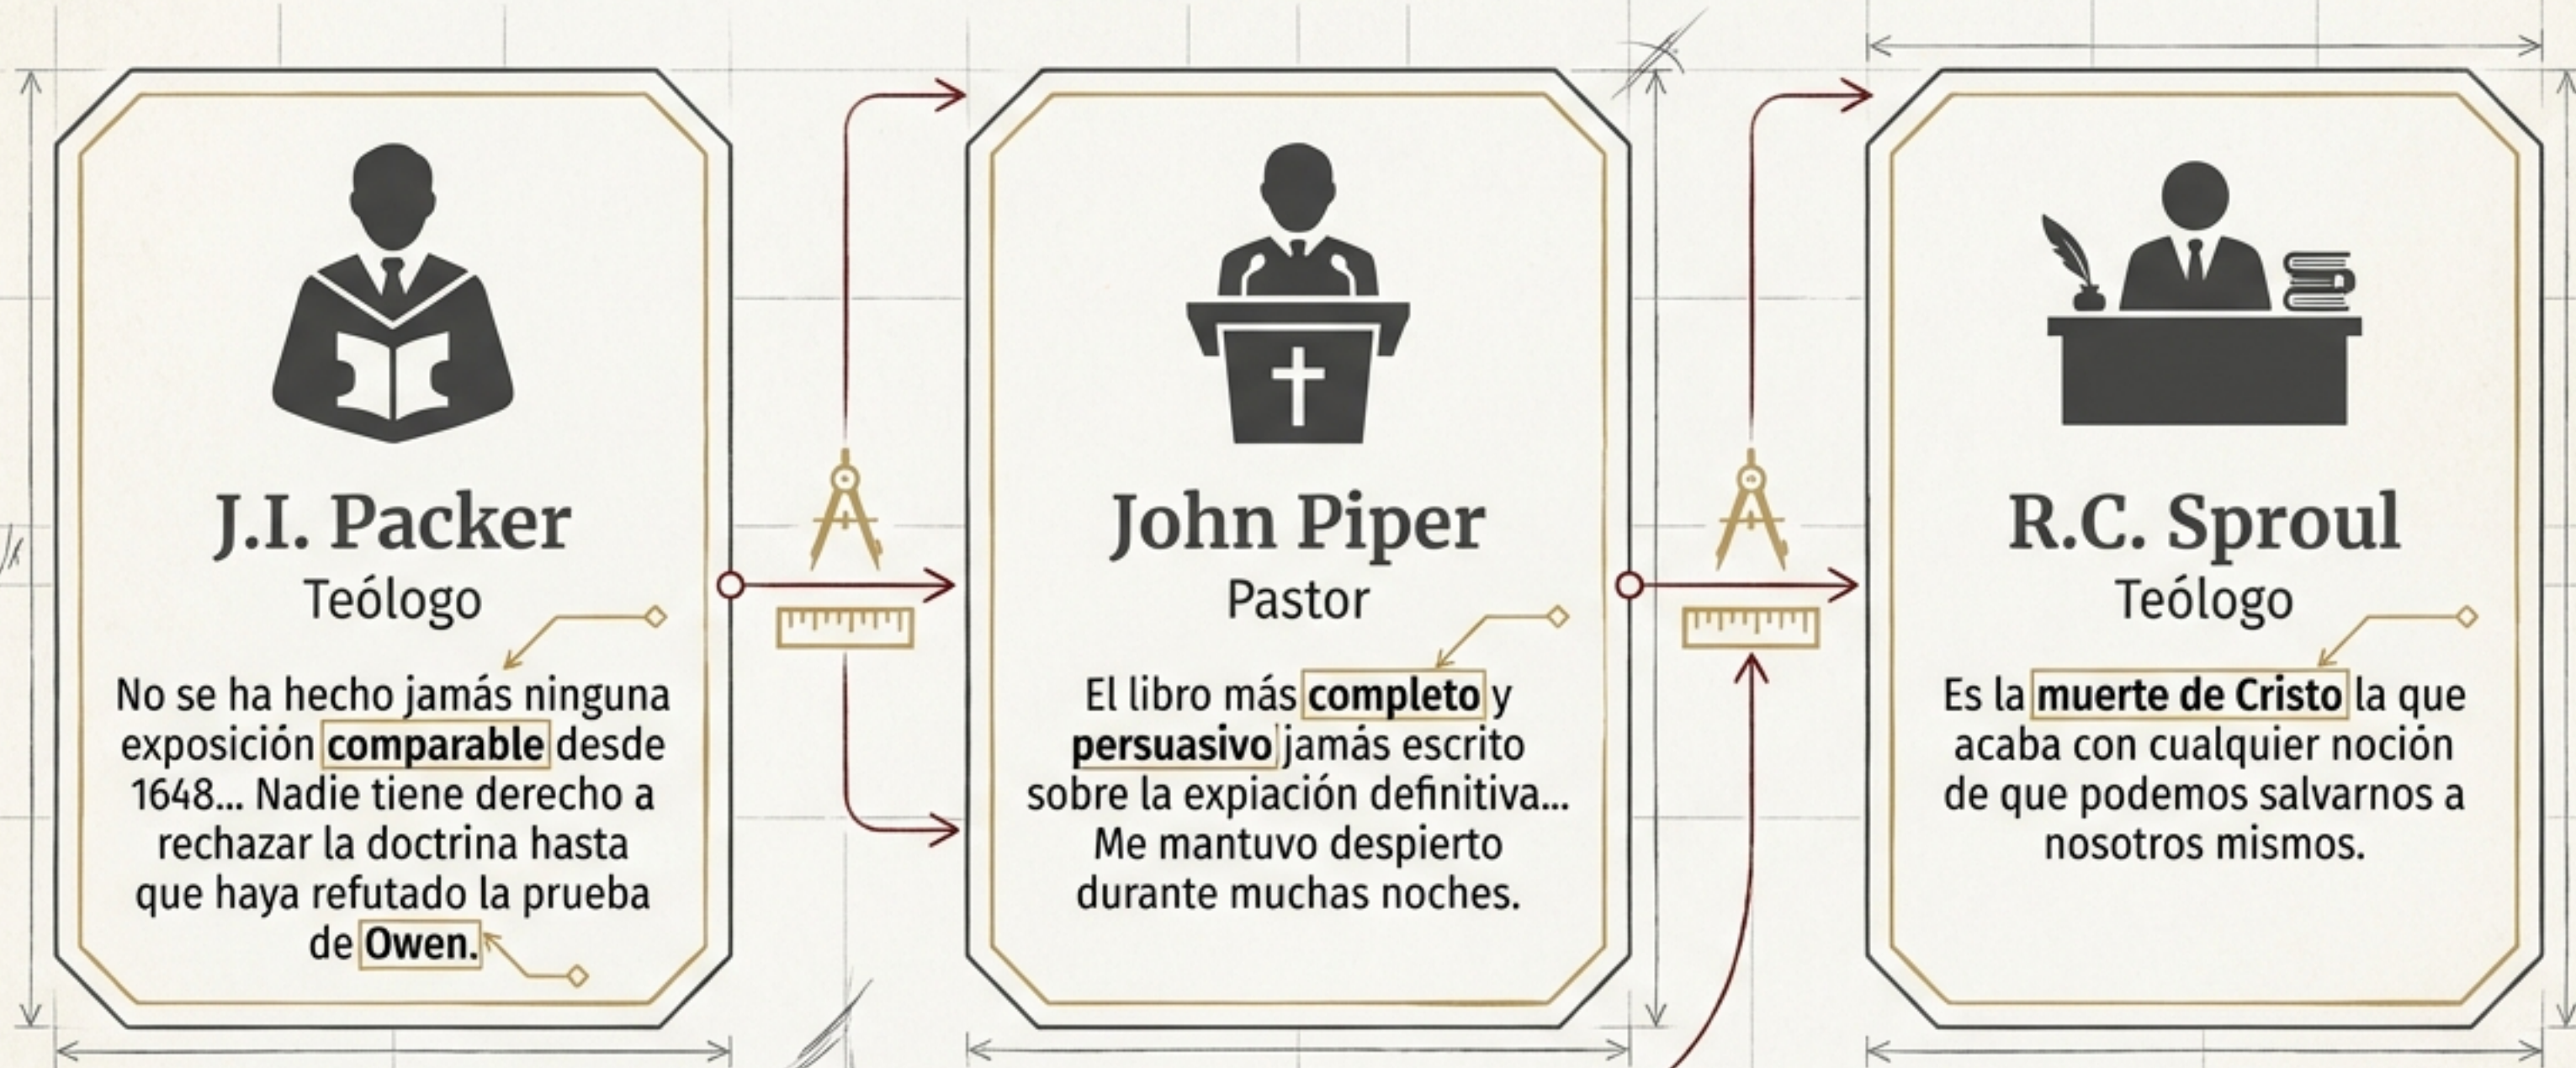 J.I. Packer
Teólogo
No se ha hecho jamás ninguna
exposición comparable desde
1648... Nadie tiene derecho a
rechazar la doctrina hasta
que haya refutado la prueba
de Owen.
John Piper
Pastor
El libro más completo y
persuasivo jamás escrito
sobre la expiación definitiva...
Me mantuvo despierto
durante muchas noches.
R.C. Sproul
Teólogo
Es la muerte de Cristo la que
acaba con cualquier noción
de que podemos salvarnos a
nosotros mismos.